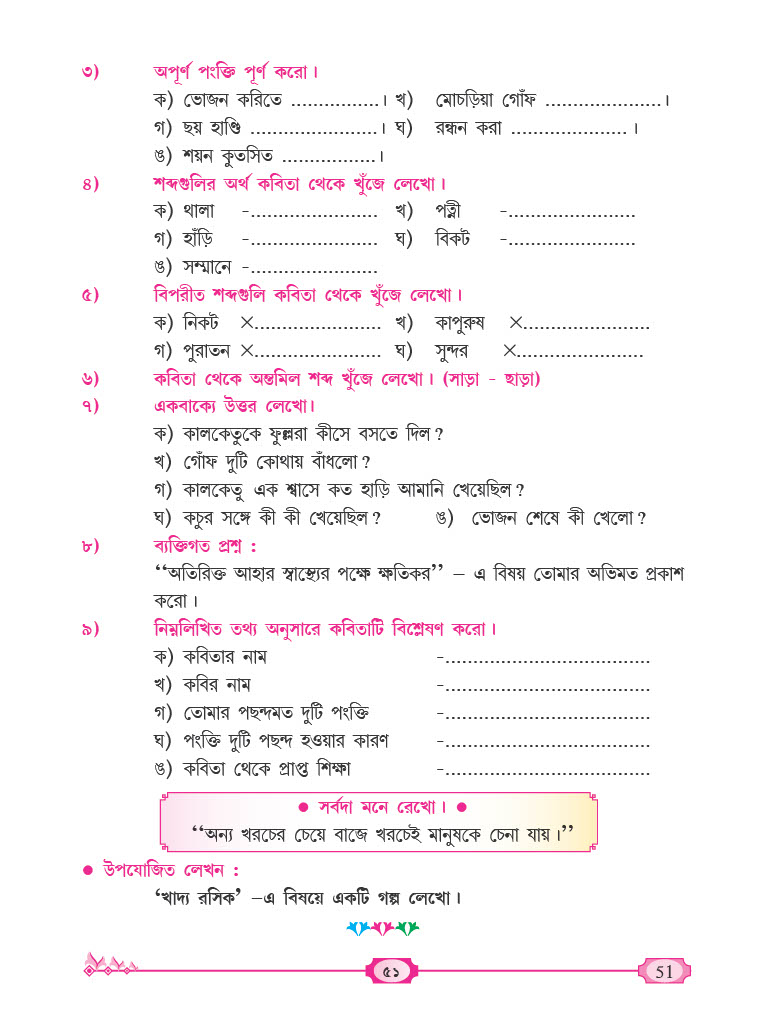 ৩) অপূর্ণ পংক্তি পূর্ণ করো।
ক) ভোজন করিতে ................। খ) মোচড়িয়া গোঁফ .....................।
গ) ছয় হাণ্ডি .......................। ঘ) রন্ধন করা .....................।
ঙ) শয়ন কুতসিত .................।
৪) শব্দগুলির অর্থ কবিতা থেকে খুঁজে লেখো।
ক) থালা -....................... খ) পত্নী -.......................
গ) হাঁড়ি -....................... ঘ) বিকট -.......................
ঙ) সম্মানে -.......................
৫) বিপরীত শব্দগুলি কবিতা থেকে খুঁজে লেখো।
ক) নিকট ×....................... খ) কাপুরুষ ×.......................
গ) পুরাতন ×....................... ঘ) সুন্দর ×.......................
৬) কবিতা থেকে অন্তমিল শব্দ খুঁজে লেখো। (সাড়া - ছাড়া)
৭) একবাক্যে উত্তর লেখো।
ক) কালকেতুকে ফুল্লরা কীসে বসতে দিল?
খ) গোঁফ দুটি কোথায় বাঁধলো?
গ) কালকেতু এক শ্বাসে কত হাড়ি আমানি খেয়েছিল?
ঘ) কচুর সঙ্গে কী কী খেয়েছিল? ঙ) ভোজন শেষে কী খেলো?
৮) ব্যক্তিগত প্রশ্ন :
‘‘অতিরিক্ত আহার স্বাস্থ্যের পক্ষে ক্ষতিকর’’ – এ বিষয় তোমার অভিমত প্রকাশ
করো।
৯) নিম্নলিখিত তথ্য অনুসারে কবিতাটি বিশ্লেষণ করো।
ক) কবিতার নাম -.....................................
খ) কবির নাম -.....................................
গ) তোমার পছন্দমত দুটি পংক্তি -.....................................
ঘ) পংক্তি দুটি পছন্দ হওয়ার কারণ -.....................................
ঙ) কবিতা থেকে প্রাপ্ত শিক্ষা -.....................................
● সর্বদা মনে রেখো। ●
‘‘অন্য খরচের চেয়ে বাজে খরচেই মানুষকে চেনা যায়।’’
● উপযোজিত লেখন :
‘খাদ্য রসিক’ –এ বিষয়ে একটি গল্প লেখো।
৫১
51